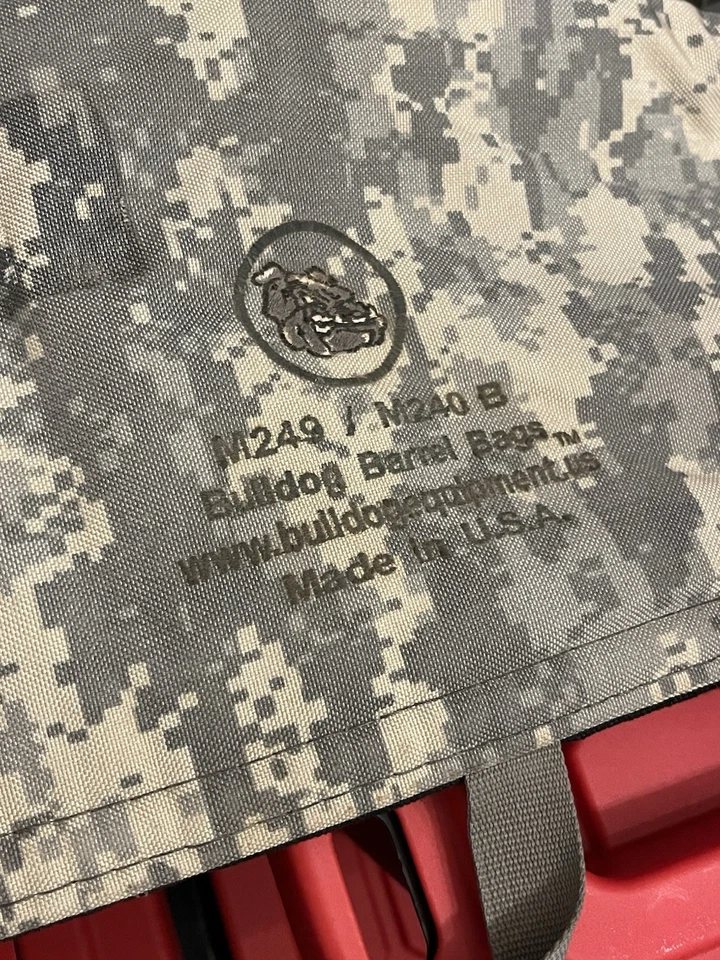 M249 / M240 B
Bulldog Barrel Bags™
www.bulldogequipment.us
Made in U.S.A.